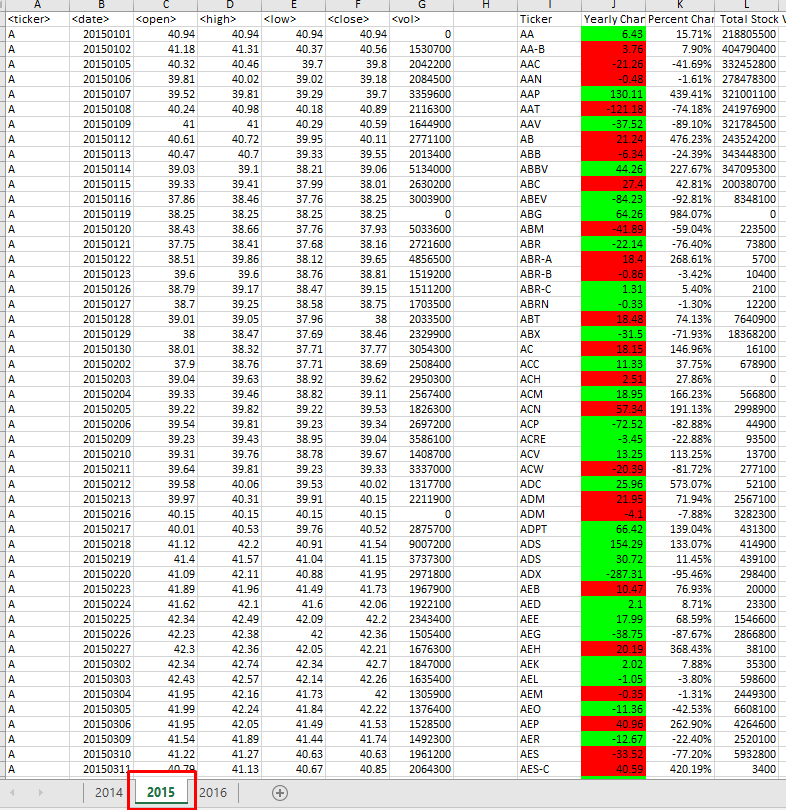 A B C D E F G H I J K L
<ticker> <date> <open> <high> <low> <close> <vol> Ticker Yearly Chan Percent Chan Total Stock V
A 20150101 40.94 40.94 40.94 40.94 0 AA 6.43 15.71% 218805500
A 20150102 41.18 41.31 40.37 40.56 1530700 AA-B 3.76 7.90% 404790400
A 20150105 40.32 40.46 39.7 39.8 2042200 AAC -21.26 -41.69% 332452800
A 20150106 39.81 40.02 39.02 39.18 2084500 AAN -0.48 -1.61% 278478300
A 20150107 39.52 39.81 39.29 39.7 3359600 AAP 130.11 439.41% 321001100
A 20150108 40.24 40.98 40.18 40.89 2116300 AAT -121.18 -74.18% 241976900
A 20150109 41 41 40.29 40.59 1644900 AAV -37.52 -89.10% 321784500
A 20150112 40.61 40.72 39.95 40.11 2771100 AB 21.24 476.23% 243524200
A 20150113 40.47 40.7 39.33 39.55 2013400 ABB -6.34 -24.39% 343448300
A 20150114 39.03 39.1 38.21 39.06 5134000 ABBV 44.26 227.67% 347095300
A 20150115 39.33 39.41 37.99 38.01 2630200 ABC 27.4 42.81% 200380700
A 20150116 37.86 38.46 37.76 38.25 3003900 ABEV -84.23 -92.81% 8348100
A 20150119 38.25 38.25 38.25 38.25 0 ABG 64.26 984.07% 0
A 20150120 38.43 38.66 37.76 37.93 5033600 ABM -41.89 -59.04% 223500
A 20150121 37.75 38.41 37.68 38.16 2721600 ABR -22.14 -76.40% 73800
A 20150122 38.51 39.86 38.12 39.65 4856500 ABR-A 18.4 268.61% 5700
A 20150123 39.6 39.6 38.76 38.81 1519200 ABR-B -0.86 -3.42% 10400
A 20150126 38.79 39.17 38.47 39.15 1511200 ABR-C 1.31 5.40% 2100
A 20150127 38.7 39.25 38.58 38.75 1703500 ABRN -0.33 -1.30% 12200
A 20150128 39.01 39.05 37.96 38 2033500 ABT 18.48 74.13% 7640900
A 20150129 38 38.47 37.69 38.46 2329900 ABX -31.5 -71.93% 18368200
A 20150130 38.01 38.32 37.71 37.77 3054300 AC 18.15 146.96% 16100
A 20150202 37.9 38.76 37.71 38.69 2508400 ACC 11.33 37.75% 678900
A 20150203 39.04 39.63 38.92 39.62 2950300 ACH 2.51 27.86% 0
A 20150204 39.33 39.46 38.82 39.11 2567400 ACM 18.95 166.23% 566800
A 20150205 39.22 39.82 39.22 39.53 1826300 ACN 57.34 191.13% 2998900
A 20150206 39.54 39.81 39.23 39.34 2697200 ACP -72.52 -82.88% 44900
A 20150209 39.23 39.43 38.95 39.04 3586100 ACRE -3.45 -22.88% 93500
A 20150210 39.31 39.76 38.78 39.67 1408700 ACV 13.25 113.25% 13700
A 20150211 39.64 39.81 39.23 39.33 3337000 ACW -20.39 -81.72% 277100
A 20150212 39.58 40.06 39.53 40.02 1317700 ADC 25.96 573.07% 52100
A 20150213 39.97 40.31 39.91 40.15 2211900 ADM 21.95 71.94% 2567100
A 20150216 40.15 40.15 40.15 40.15 0 ADM -4.1 -7.88% 3282300
A 20150217 40.01 40.53 39.76 40.52 2875700 ADPT 66.42 139.04% 431300
A 20150218 41.12 42.2 40.91 41.54 9007200 ADS 154.29 133.07% 414900
A 20150219 41.4 41.57 41.04 41.15 3737300 ADS 30.72 11.45% 439100
A 20150220 41.09 42.11 40.88 41.95 2971800 ADX -287.31 -95.46% 298400
A 20150223 41.89 41.96 41.49 41.73 1967900 AEB 10.47 76.93% 20000
A 20150224 41.62 42.1 41.6 42.06 1922100 AED 2.1 8.71% 23300
A 20150225 42.34 42.49 42.09 42.2 2343400 AEE 17.99 68.59% 1546600
A 20150226 42.23 42.38 42 42.36 1505400 AEG -38.75 -87.67% 2866800
A 20150227 42.3 42.36 42.05 42.21 1676300 AEH 20.19 368.43% 38100
A 20150302 42.34 42.74 42.34 42.7 1847000 AEK 2.02 7.88% 35300
A 20150303 42.43 42.57 42.14 42.26 1635400 AEL -1.05 -3.80% 598600
A 20150304 41.95 42.16 41.73 42 1305900 AEM -0.35 -1.31% 2449300
A 20150305 41.99 42.24 41.84 42.22 1376400 AEO -11.36 -42.53% 6608100
A 20150306 41.95 42.05 41.49 41.53 1528500 AEP 40.96 262.90% 4264600
A 20150309 41.54 41.89 41.44 41.74 1492300 AER -12.67 -22.40% 2520100
A 20150310 41.22 41.27 40.63 40.63 1961200 AES -33.52 -77.20% 5932800
A 20150311 40.79 41.13 40.67 40.85 2064300 AES-C 40.59 420.19% 3400
2014 2015 2016